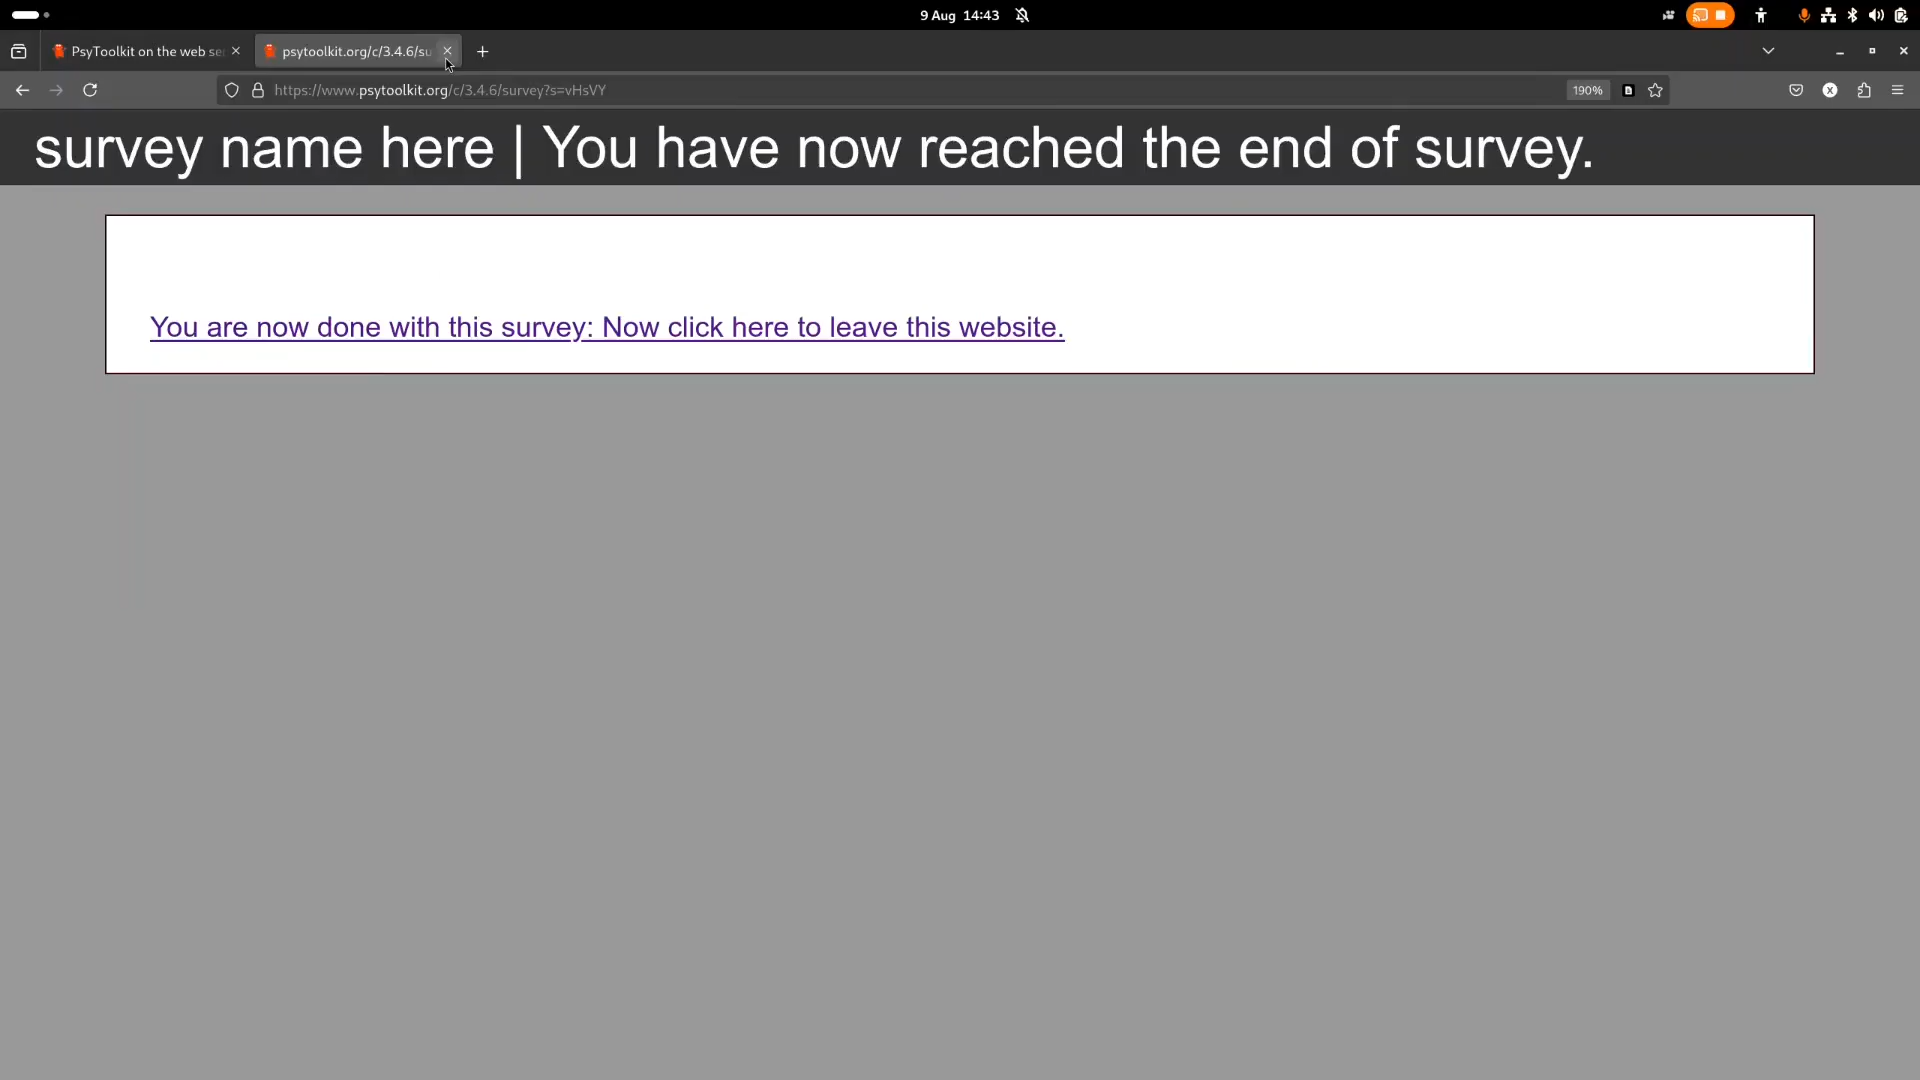 9 Aug 14:43
PsyToolkit on the web se
psytoolkit.org/c/3.4.6/su
https://www.psytoolkit.org/c/3.4.6/survey?s=vHsVY
190%
survey name here | You have now reached the end of survey.
You are now done with this survey: Now click here to leave this website.